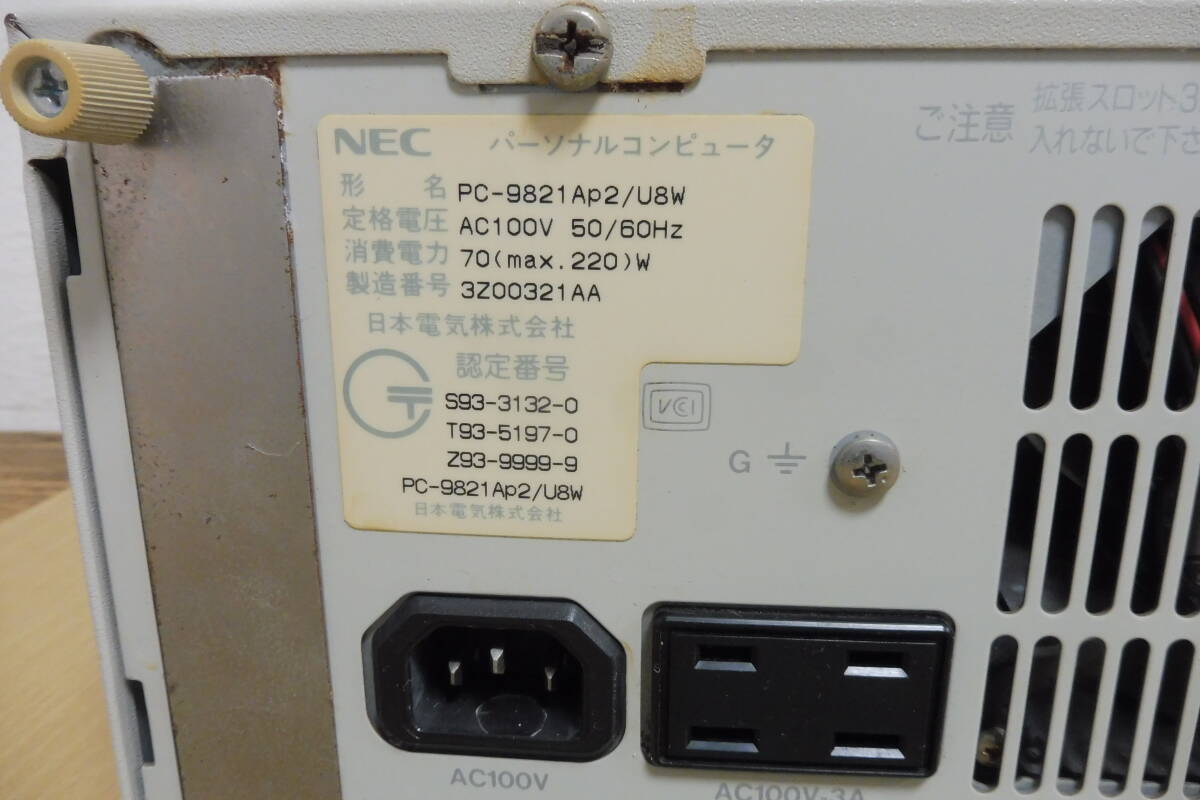 NEC パーソナルコンピュータ
形 名 PC-9821Ap2/U8W
定格電圧 AC100V 50/60Hz
消費電力 70(max.220)W
製造番号 3Z00321AA
日本電気株式会社
認定番号
S93-3132-0
T93-5197-0
Z93-9999-9
PC-9821Ap2/U8W
日本電気株式会社
VCCI
G
ご注意 拡張スロット3
入れないで下さ
AC100V
AC100V-3A